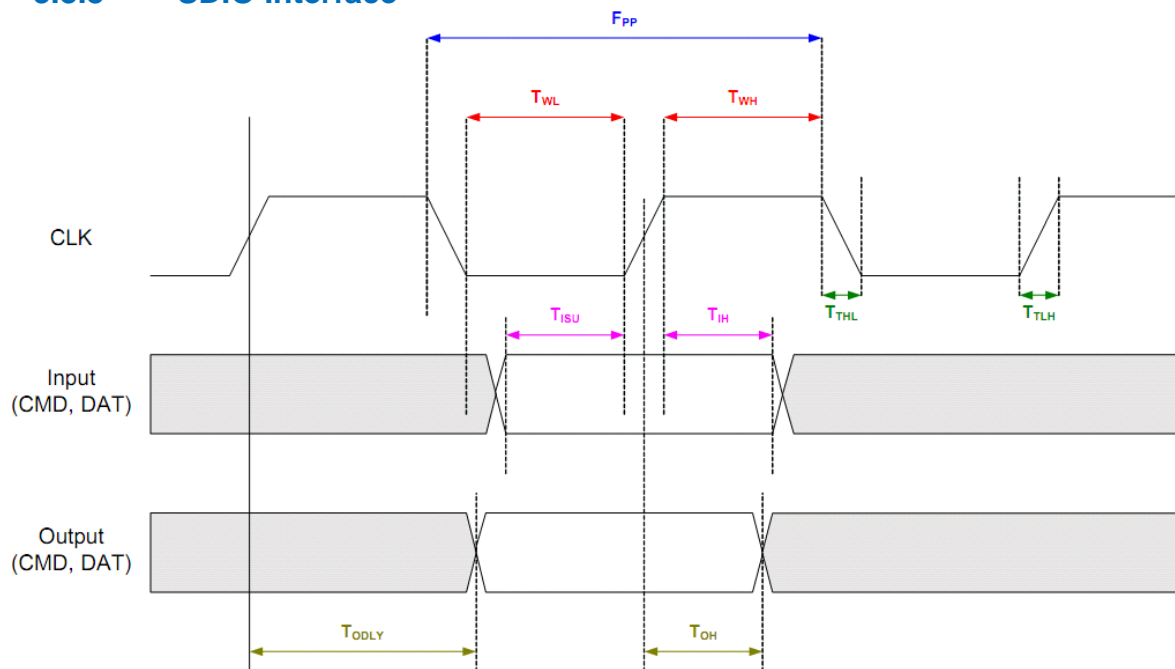 SDIO Interface
FPP
TWL TWH
CLK
TISU TIH TTHL TTLH
Input
(CMD, DAT)
Output
(CMD, DAT)
TODLY TOH